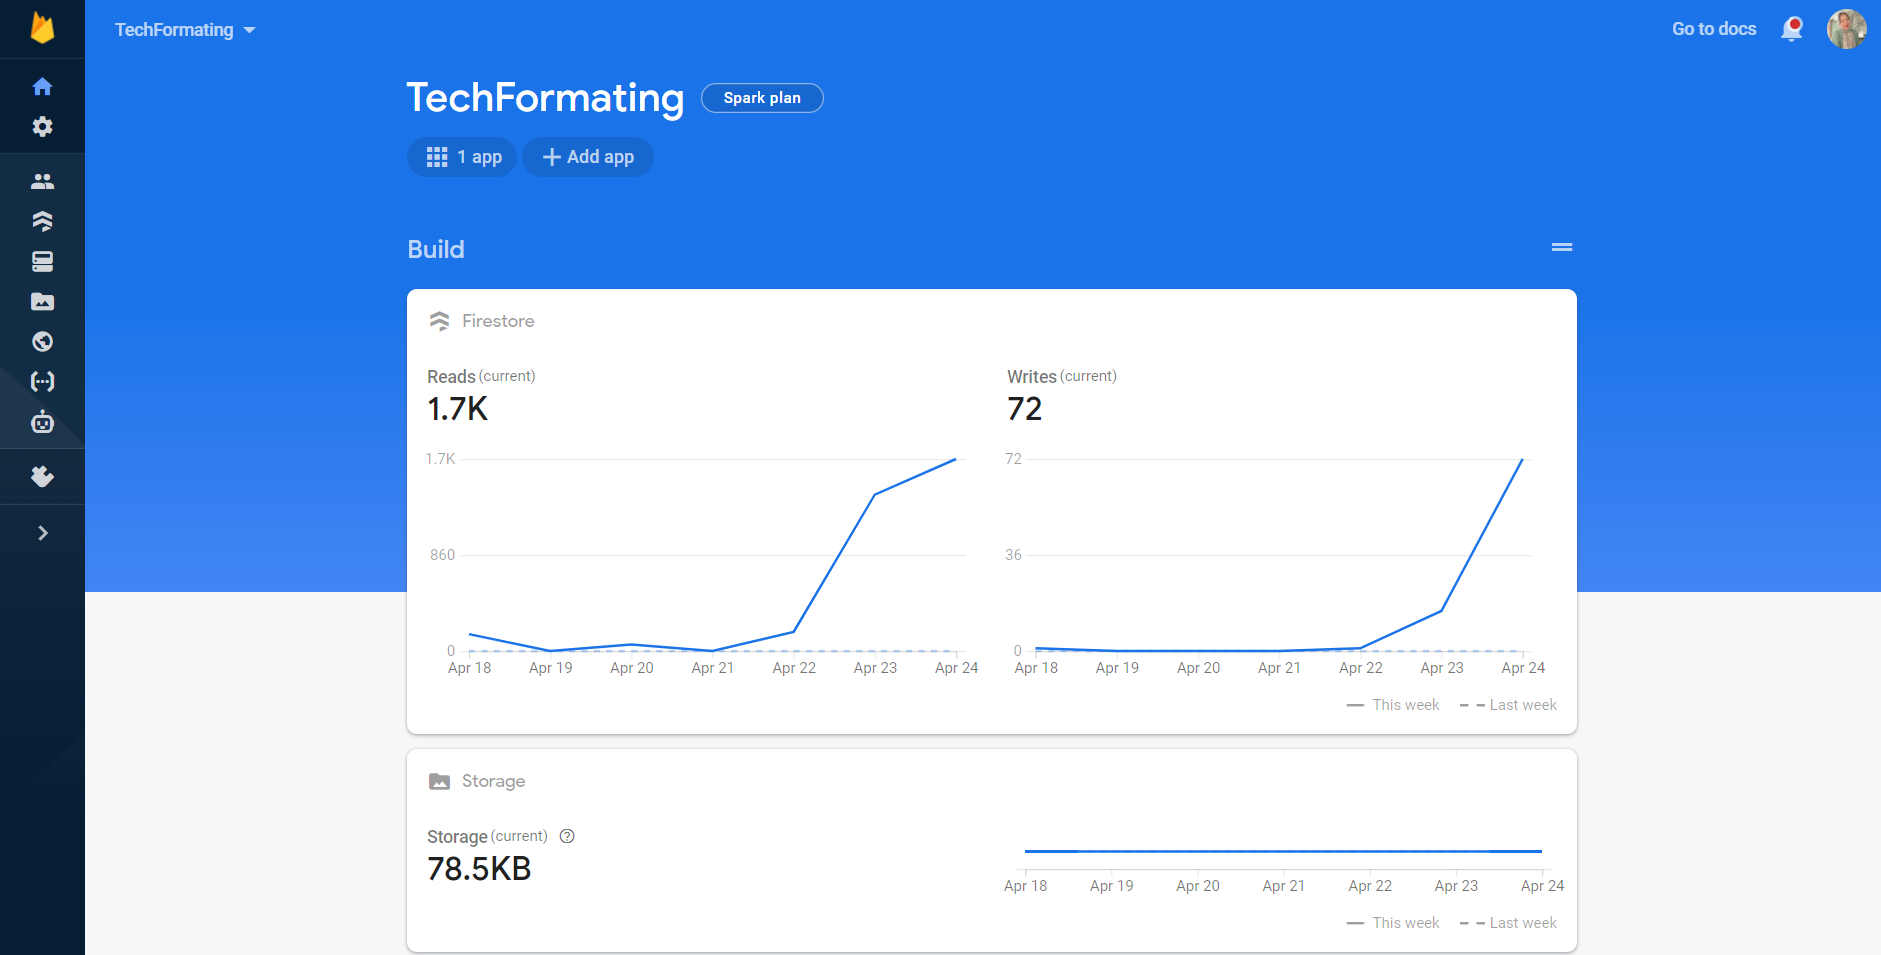 TechFormating
Go to docs
TechFormating
Spark plan
1 app
Add app
Build
Firestore
Reads (current)
1.7K
1.7K
860
0
Apr 18 Apr 19 Apr 20 Apr 21 Apr 22 Apr 23 Apr 24
Writes (current)
72
72
36
0
Apr 18 Apr 19 Apr 20 Apr 21 Apr 22 Apr 23 Apr 24
This week Last week
Storage
Storage (current) ?
78.5KB
Apr 18 Apr 19 Apr 20 Apr 21 Apr 22 Apr 23 Apr 24
This week Last week